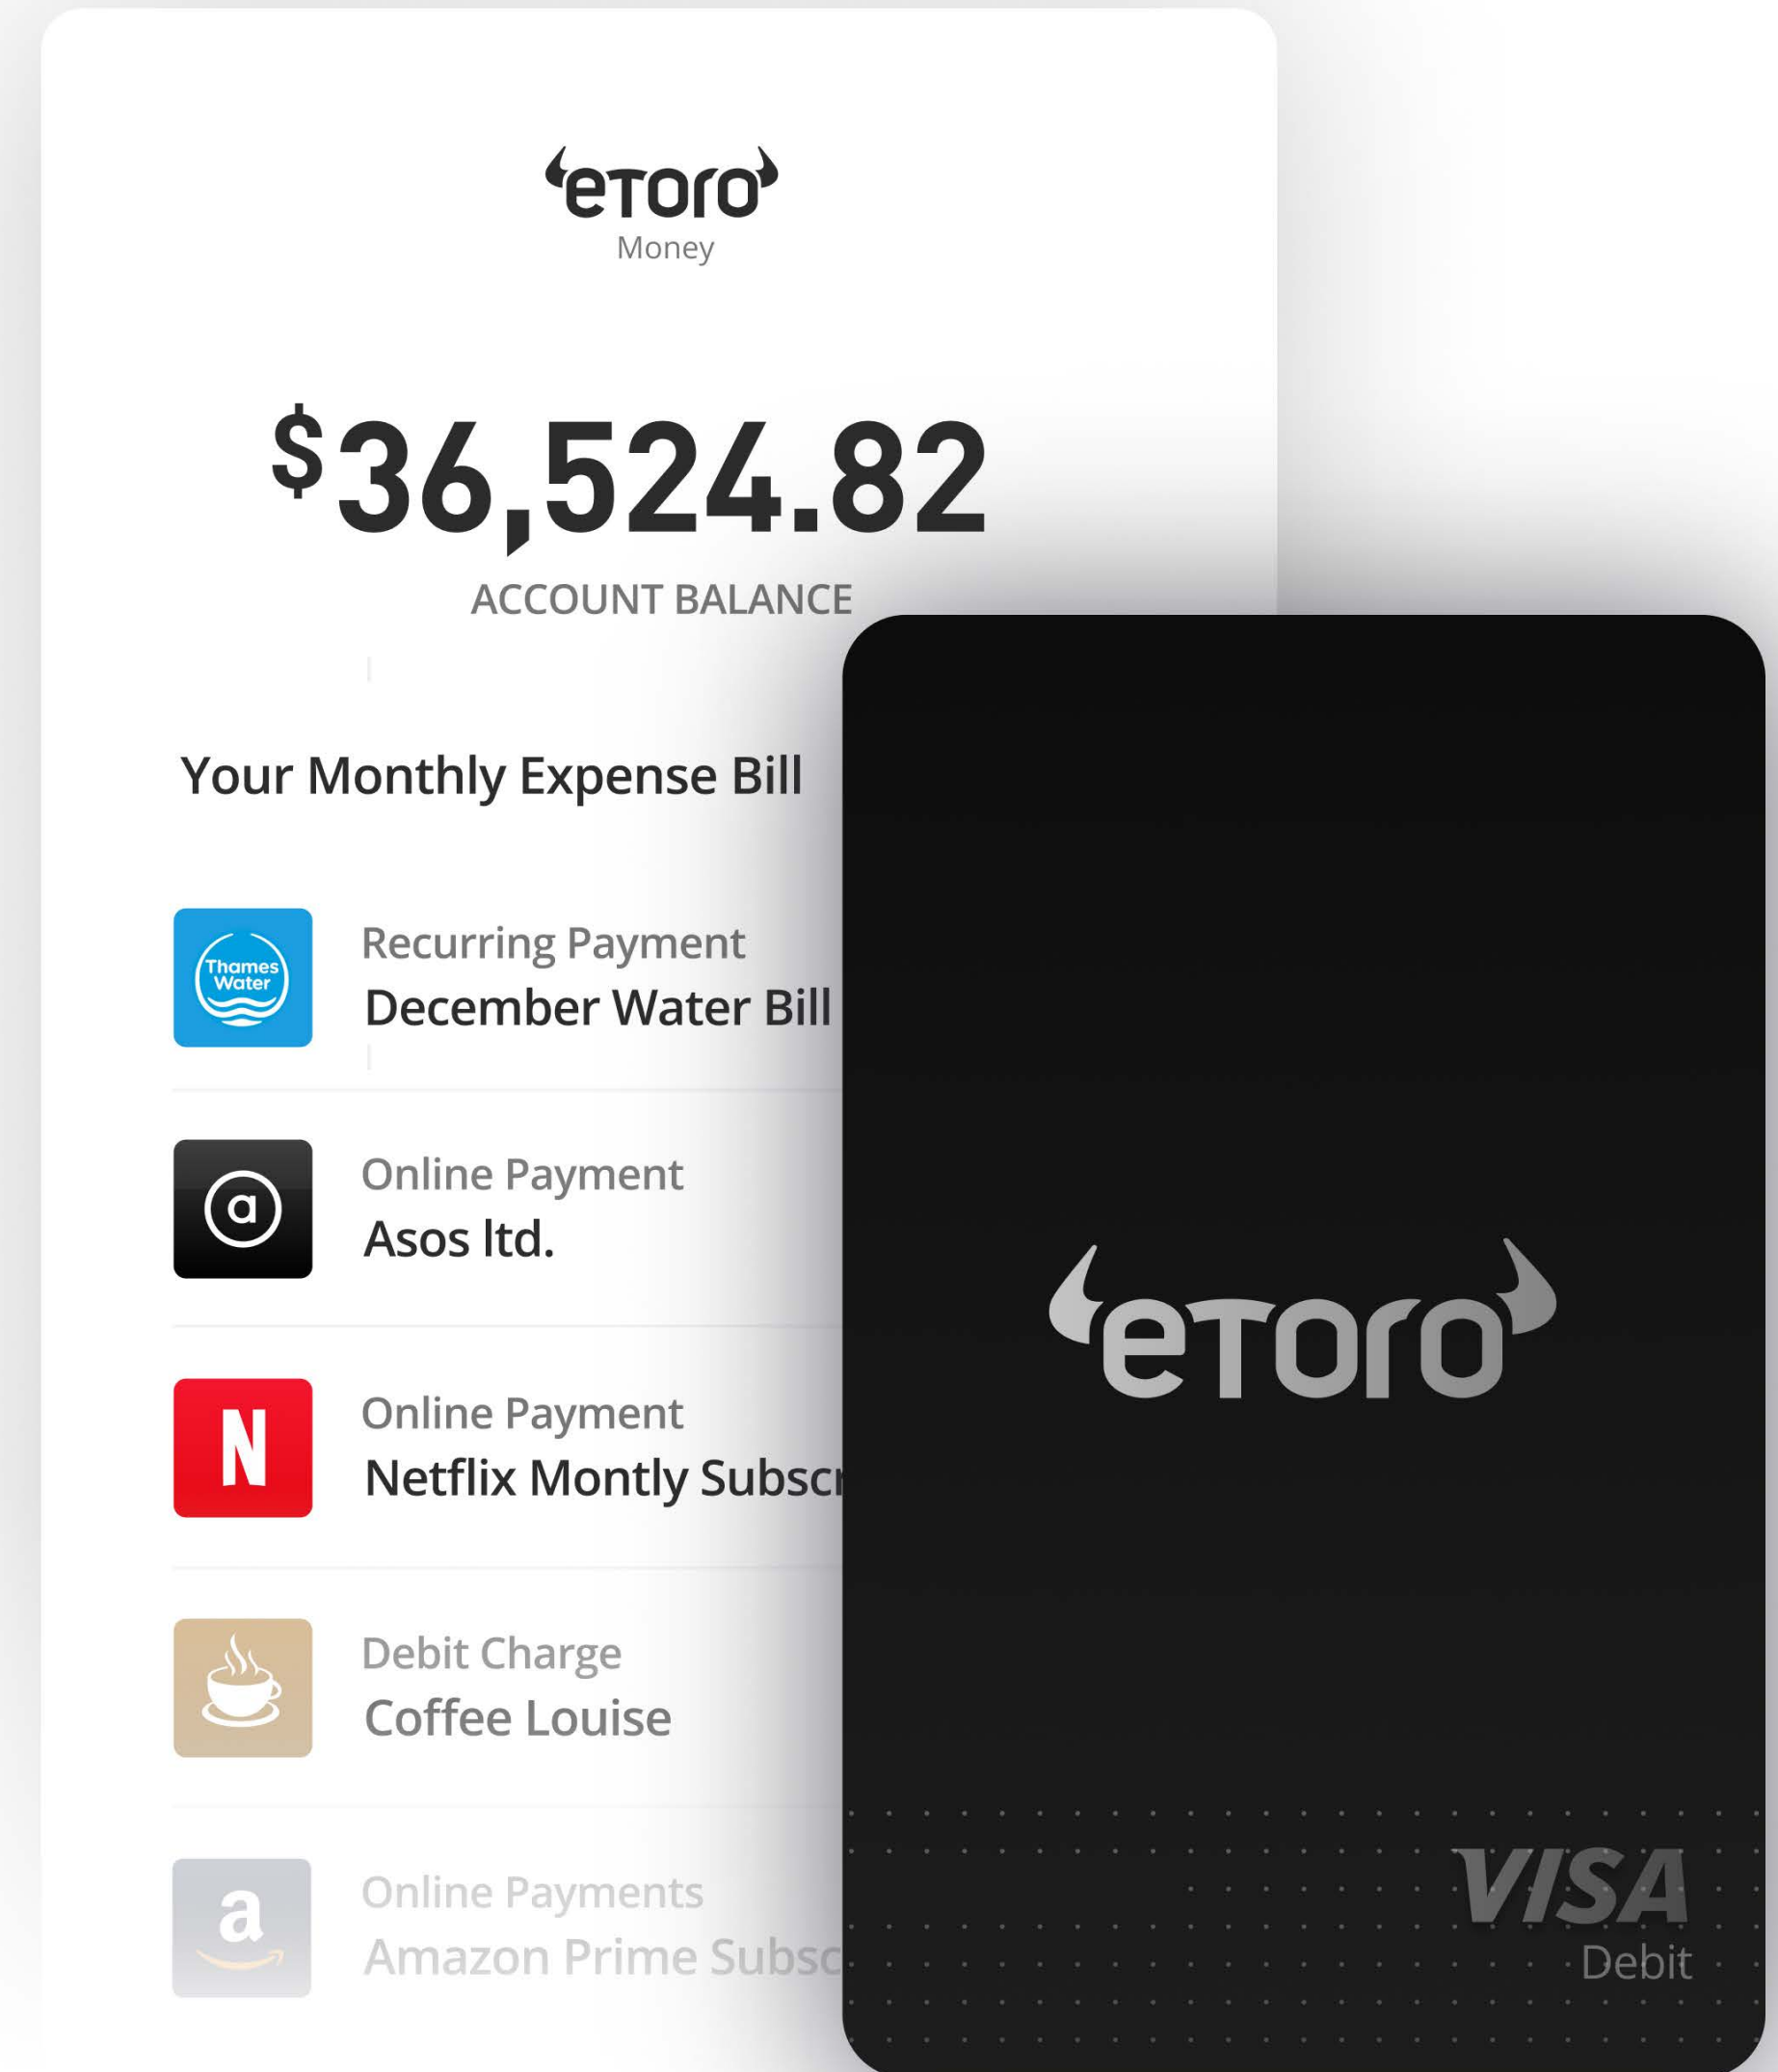 eToro
Money
$36,524.82
ACCOUNT BALANCE
Your Monthly Expense Bill
Thames
Water
Recurring Payment
December Water Bill
a
Online Payment
Asos ltd.
N
Online Payment
Netflix Montly Subscr
Debit Charge
Coffee Louise
a
Online Payments
Amazon Prime Subsc
eToro
VISA
Debit